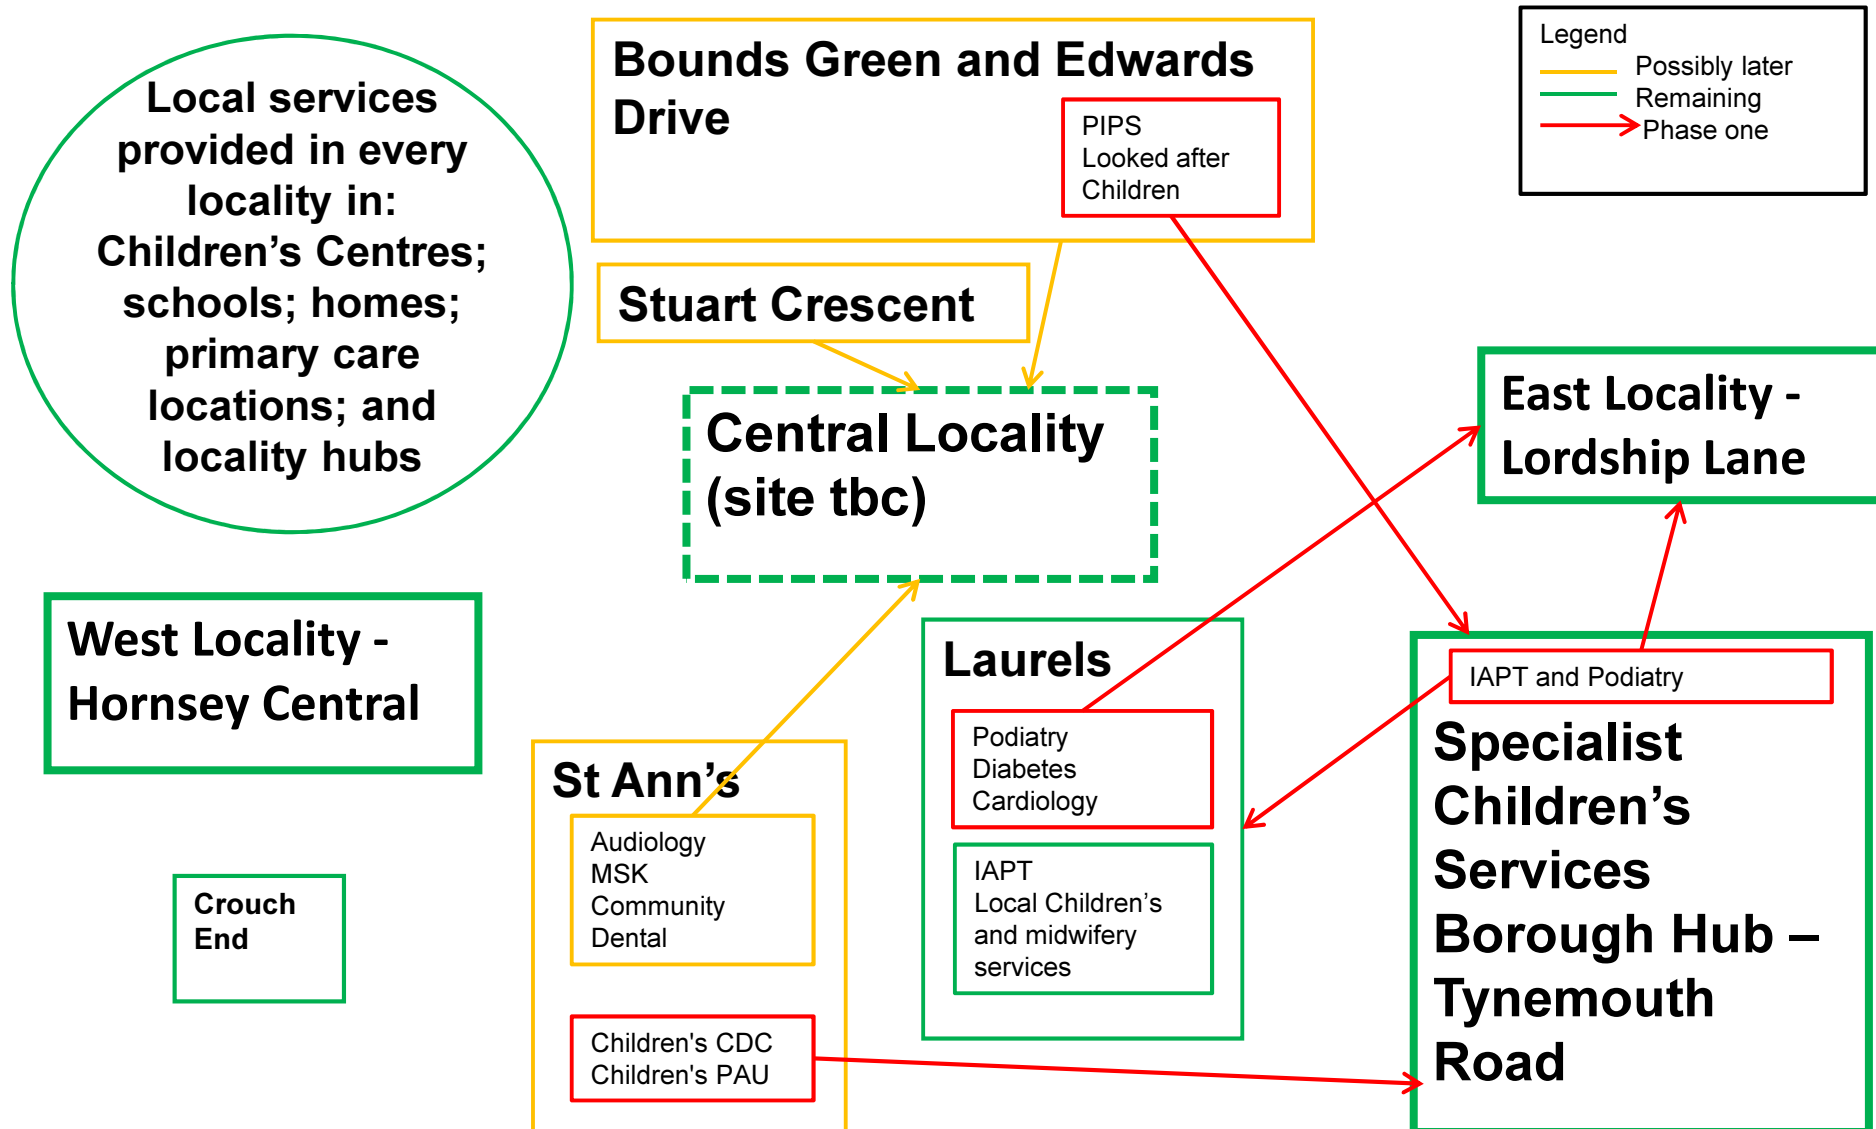 Local services
provided in every
locality in:
Children’s Centres;
schools; homes;
primary care
locations; and
locality hubs
Bounds Green and Edwards
Drive
PIPS
Looked after
Children
Legend
Possibly later
Remaining
Phase one
Stuart Crescent
Central Locality
(site tbc)
East Locality -
Lordship Lane
West Locality -
Hornsey Central
Crouch
End
St Ann’s
Audiology
MSK
Community
Dental
Children's CDC
Children's PAU
Laurels
Podiatry
Diabetes
Cardiology
IAPT
Local Children’s
and midwifery
services
IAPT and Podiatry
Specialist
Children’s
Services
Borough Hub –
Tynemouth
Road